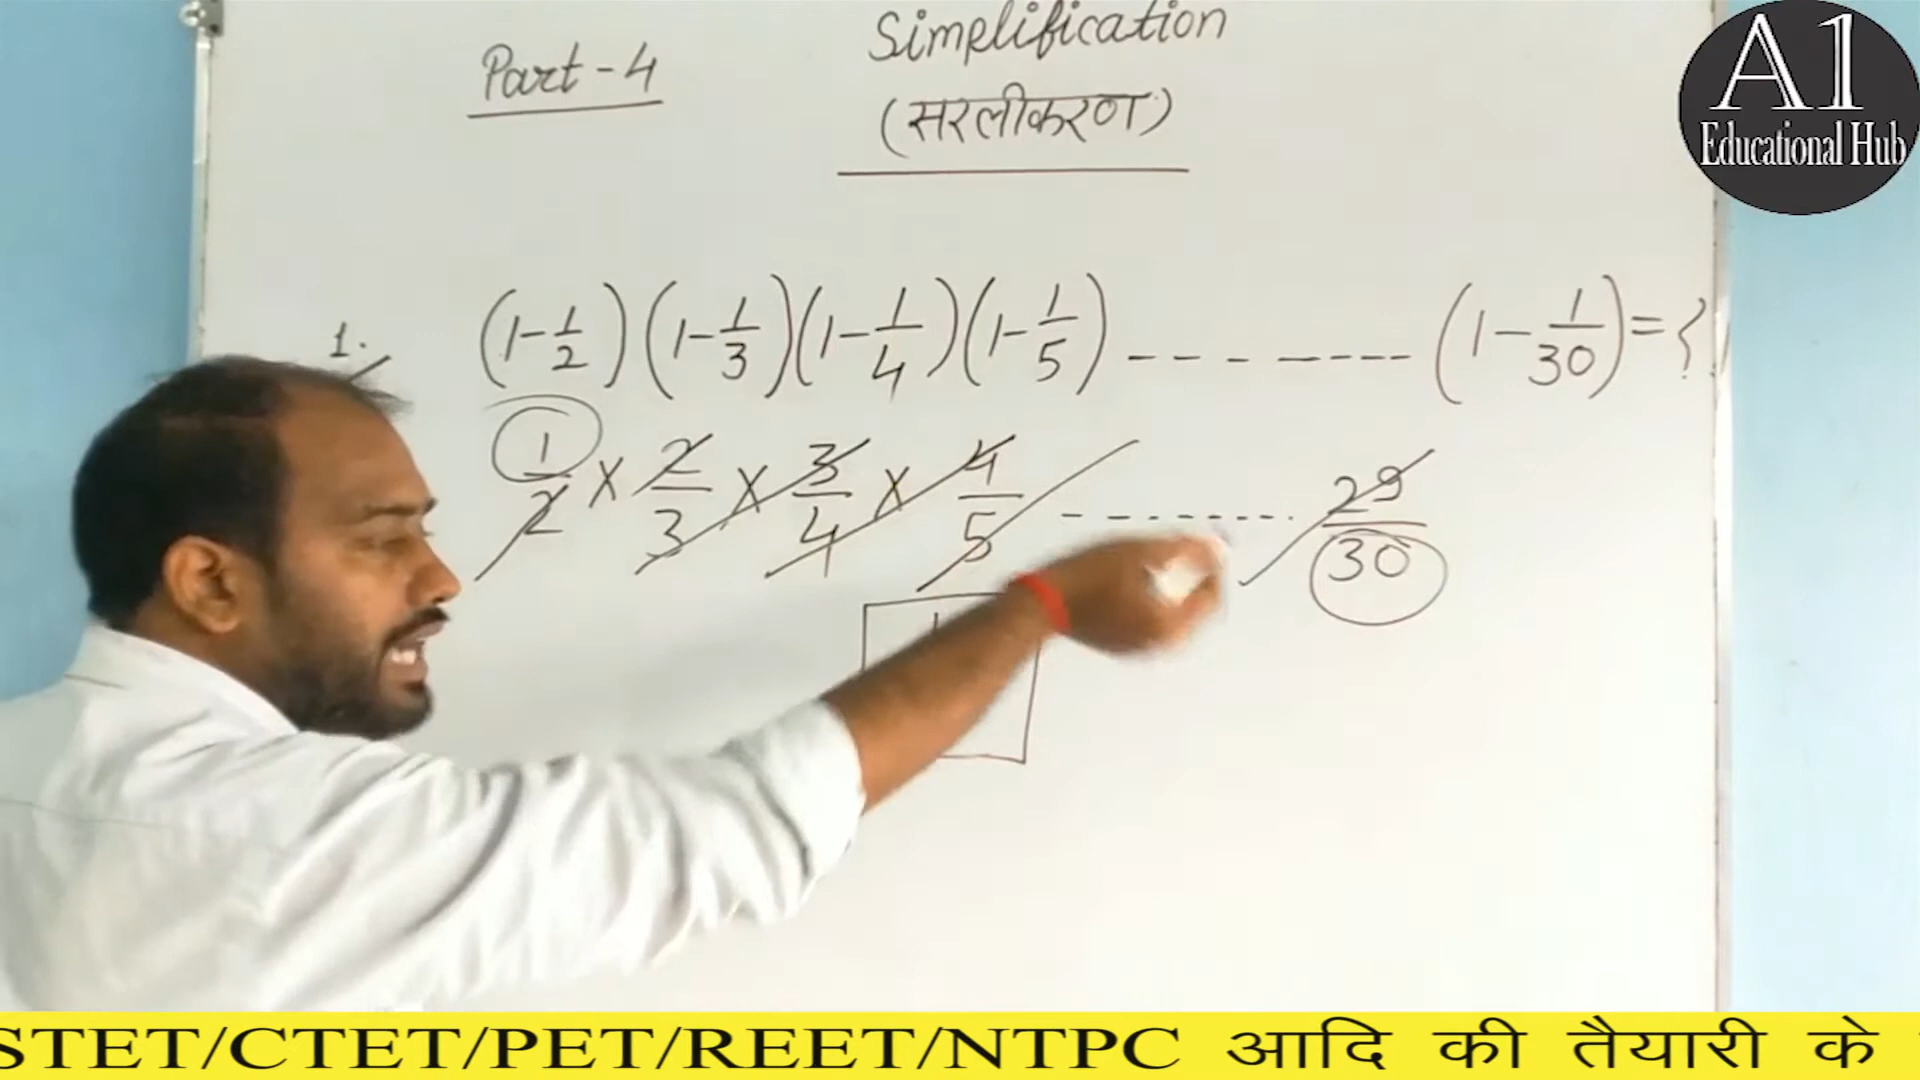 Part-4
Simplification
(सरलीकरण)
A1
Educational Hub
1.
(1-1/2)(1-1/3)(1-1/4)(1-1/5)---------(1-1/30)=?
1/2 × 2/3 × 3/4 × 4/5 -------- 29/30
1
STET/CTET/PET/REET/NTPC आदि की तैयारी के